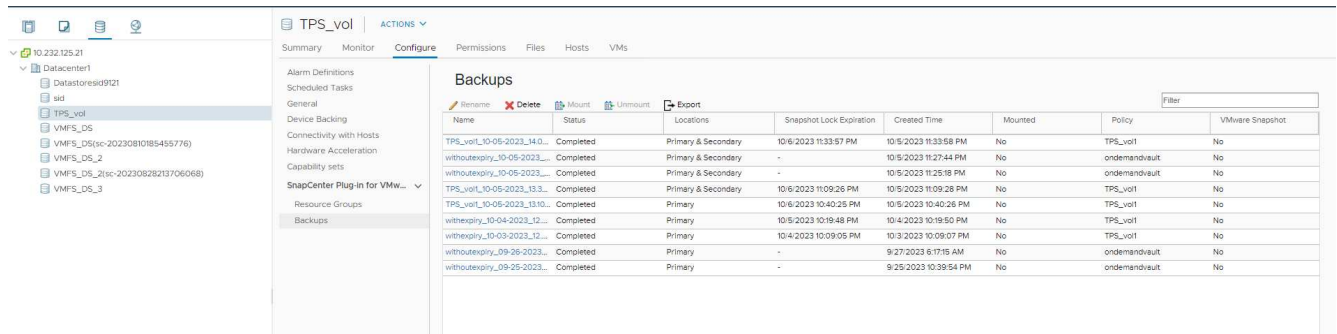 TPS_vol ACTIONS
Summary Monitor Configure Permissions Files Hosts VMs
10.232.125.21
Datacenter1
Datastoresid9121
sid
TPS_vol
VMFS_DS
VMFS_DS(sc-20230810185455776)
VMFS_DS_2
VMFS_DS_2(sc-20230828213706068)
VMFS_DS_3
Alarm Definitions
Scheduled Tasks
General
Device Backing
Connectivity with Hosts
Hardware Acceleration
Capability sets
SnapCenter Plug-in for VMw...
Resource Groups
Backups
Backups
Rename Delete Mount Unmount Export Filter
Name Status Locations Snapshot Lock Expiration Created Time Mounted Policy VMware Snapshot
TPS_vol1_10-05-2023_14.0... Completed Primary & Secondary 10/6/2023 11:33:57 PM 10/5/2023 11:33:58 PM No TPS_vol1 No
withoutexpiry_10-05-2023_... Completed Primary & Secondary - 10/5/2023 11:27:44 PM No ondemandvault No
withoutexpiry_10-05-2023_... Completed Primary & Secondary - 10/5/2023 11:25:18 PM No ondemandvault No
TPS_vol1_10-05-2023_13.3... Completed Primary & Secondary 10/6/2023 11:09:26 PM 10/5/2023 11:09:28 PM No TPS_vol1 No
TPS_vol1_10-05-2023_13.10... Completed Primary 10/6/2023 10:40:25 PM 10/5/2023 10:40:26 PM No TPS_vol1 No
withexpiry_10-04-2023_12.... Completed Primary 10/5/2023 10:19:48 PM 10/4/2023 10:19:50 PM No TPS_vol1 No
withexpiry_10-03-2023_12.... Completed Primary 10/4/2023 10:09:05 PM 10/3/2023 10:09:07 PM No TPS_vol1 No
withoutexpiry_09-26-2023... Completed Primary - 9/27/2023 6:17:15 AM No ondemandvault No
withoutexpiry_09-25-2023... Completed Primary - 9/25/2023 10:39:54 PM No ondemandvault No